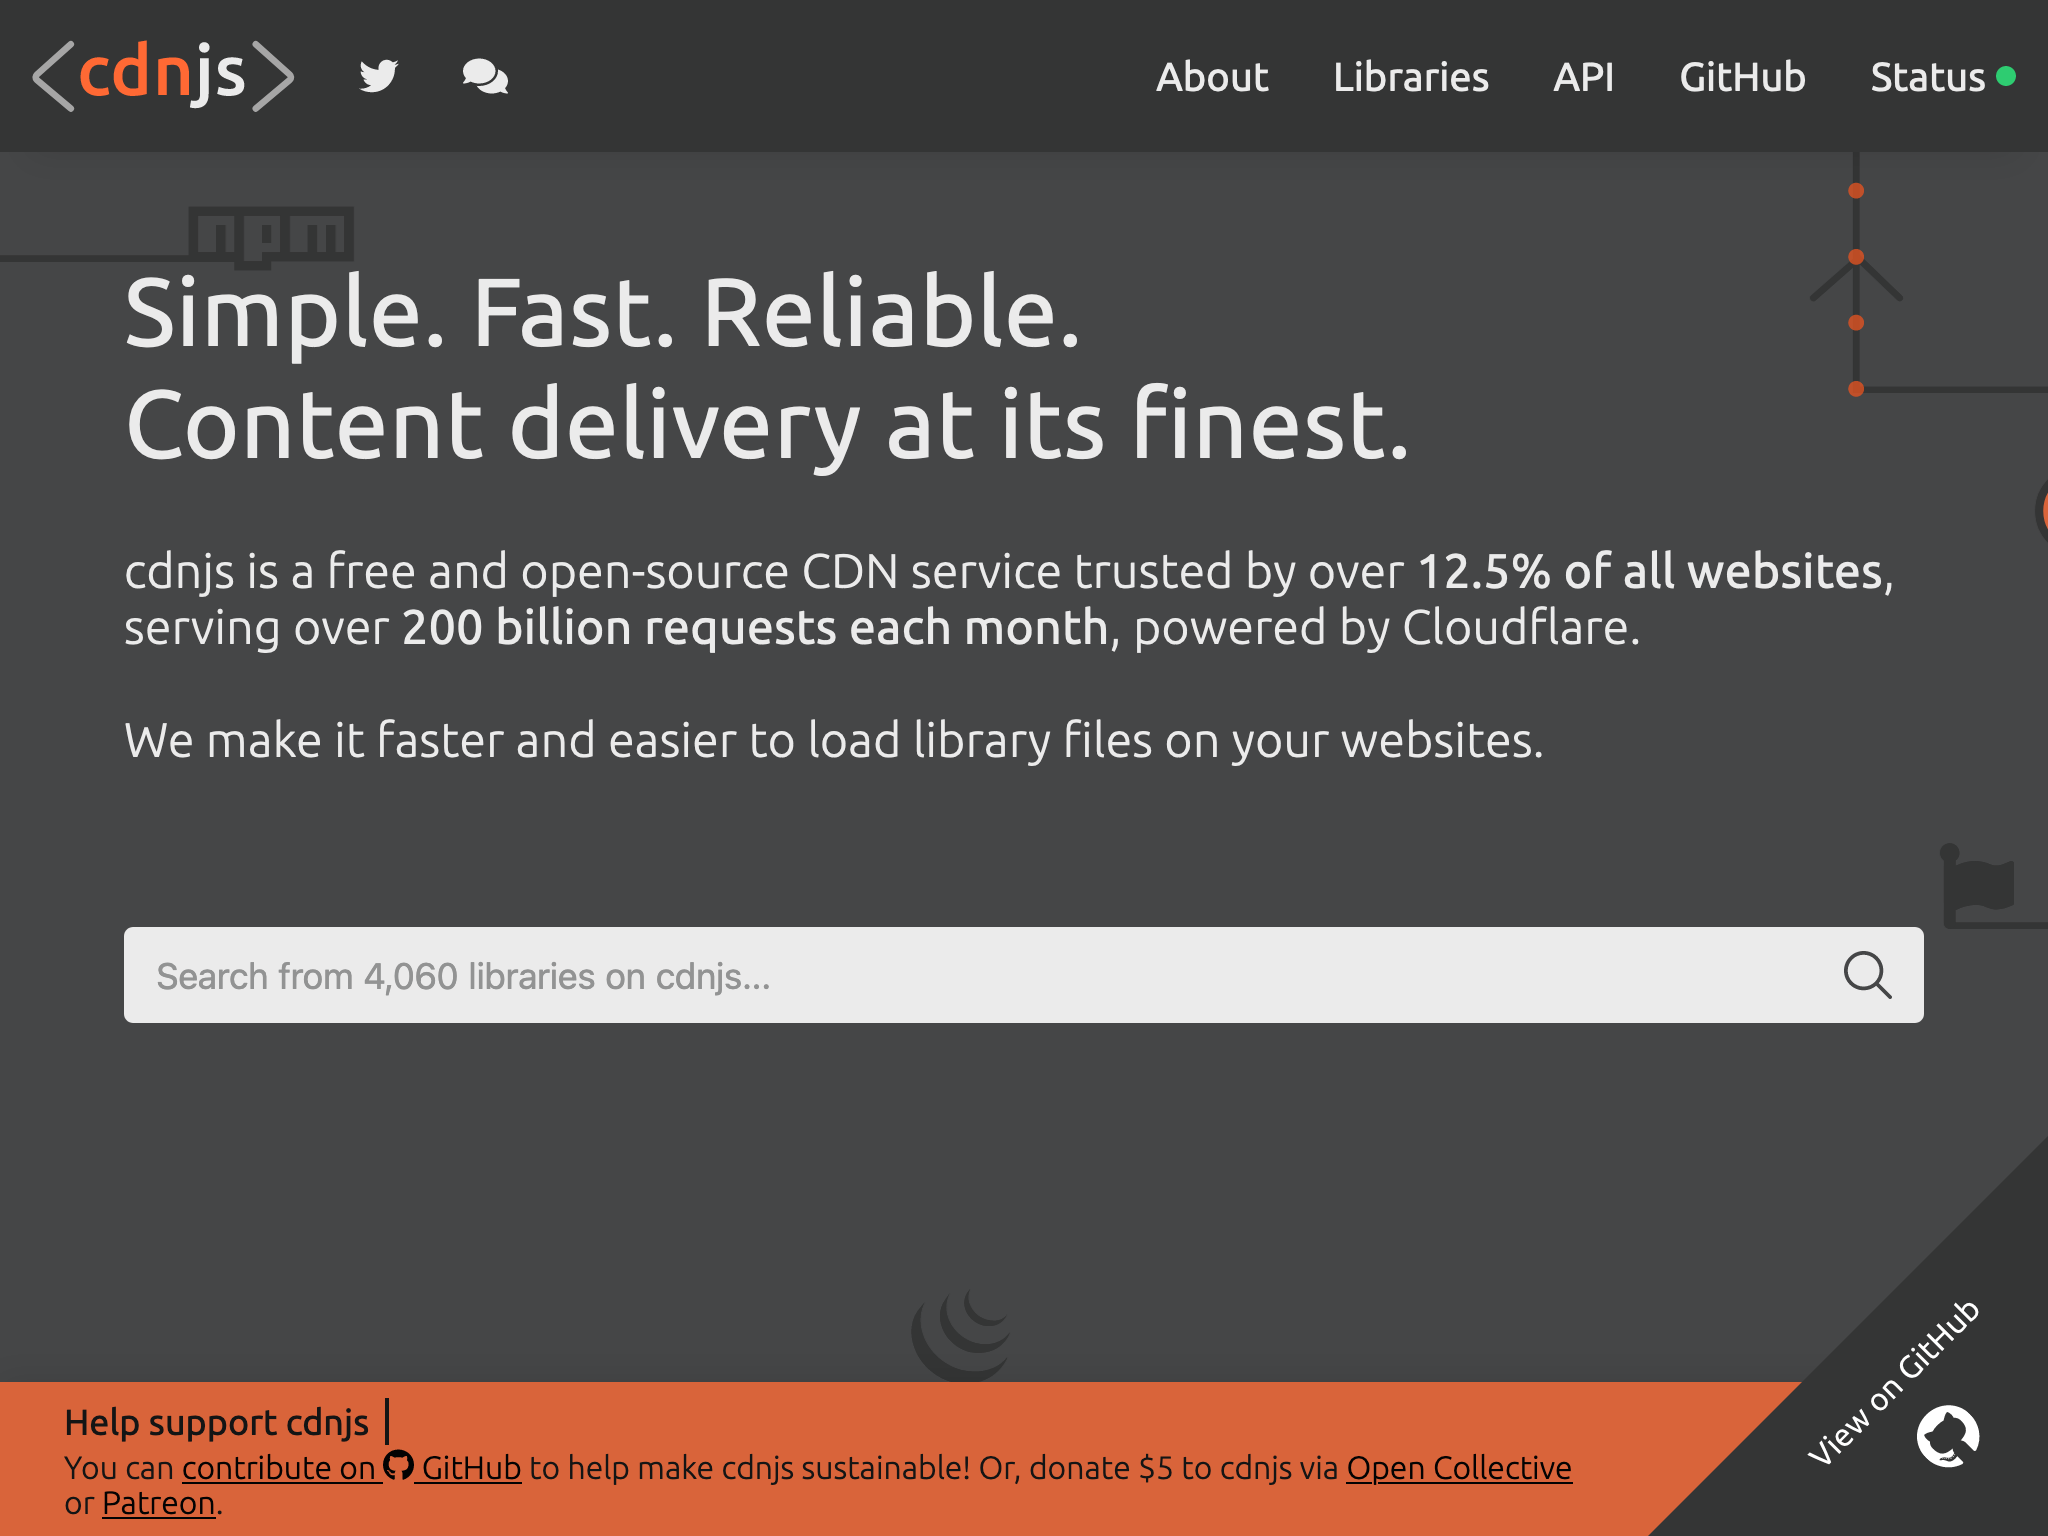 <cdnjs>
About
Libraries
API
GitHub
Status
npm
Simple. Fast. Reliable.
Content delivery at its finest.
cdnjs is a free and open-source CDN service trusted by over 12.5% of all websites,
serving over 200 billion requests each month, powered by Cloudflare.
We make it faster and easier to load library files on your websites.
Search from 4,060 libraries on cdnjs...
View on GitHub
Help support cdnjs
You can contribute on GitHub to help make cdnjs sustainable! Or, donate $5 to cdnjs via Open Collective
or Patreon.